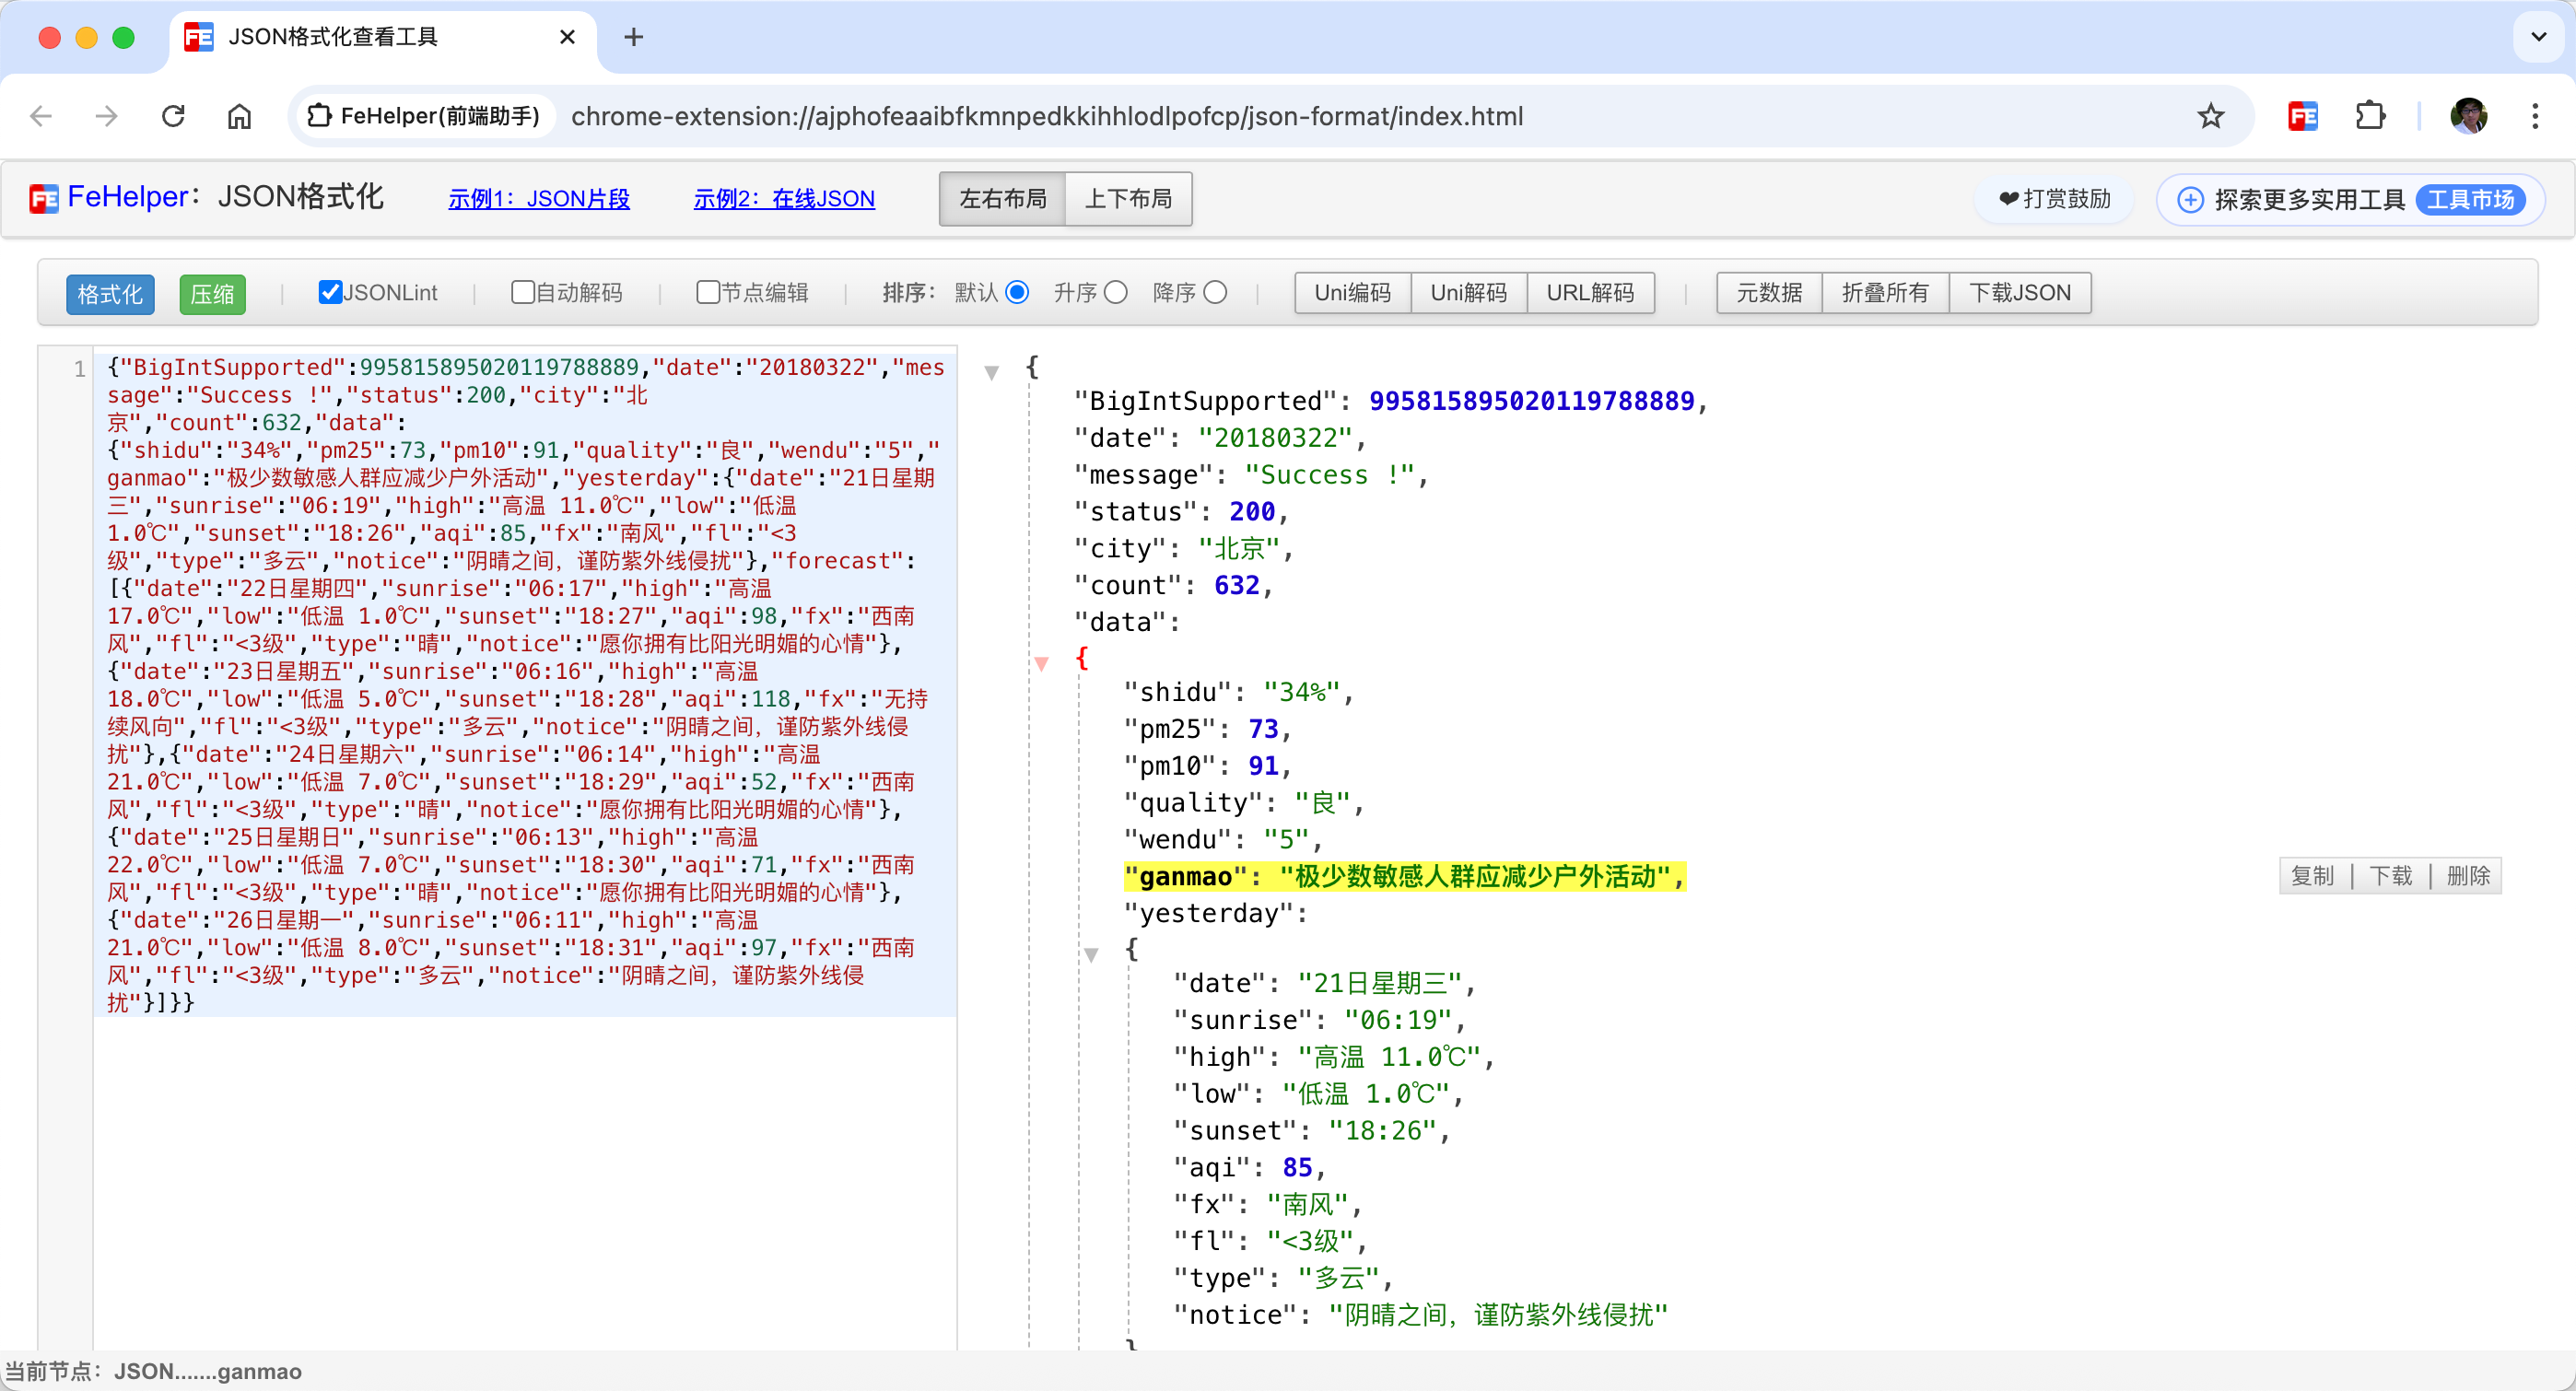 JSON格式化查看工具
FeHelper(前端助手)
chrome-extension://ajphofeaaibfkmnpedkkihhlodlpofcp/json-format/index.html
FeHelper：JSON格式化
示例1：JSON片段
示例2：在线JSON
左右布局
上下布局
❤打赏鼓励
探索更多实用工具 工具市场
格式化
压缩
JSONLint
自动解码
节点编辑
排序：
默认
升序
降序
Uni编码
Uni解码
URL解码
元数据
折叠所有
下载JSON
1
{"BigIntSupported":995815895020119788889,"date":"20180322","mes
sage":"Success !","status":200,"city":"北
京","count":632,"data":
{"shidu":"34%","pm25":73,"pm10":91,"quality":"良","wendu":"5","
ganmao":"极少数敏感人群应减少户外活动","yesterday":{"date":"21日星期
三","sunrise":"06:19","high":"高温 11.0℃","low":"低温
1.0℃","sunset":"18:26","aqi":85,"fx":"南风","fl":"<3
级","type":"多云","notice":"阴晴之间，谨防紫外线侵扰"},"forecast":
[{"date":"22日星期四","sunrise":"06:17","high":"高温
17.0℃","low":"低温 1.0℃","sunset":"18:27","aqi":98,"fx":"西南
风","fl":"<3级","type":"晴","notice":"愿你拥有比阳光明媚的心情"},
{"date":"23日星期五","sunrise":"06:16","high":"高温
18.0℃","low":"低温 5.0℃","sunset":"18:28","aqi":118,"fx":"无持
续风向","fl":"<3级","type":"多云","notice":"阴晴之间，谨防紫外线侵
扰"},{"date":"24日星期六","sunrise":"06:14","high":"高温
21.0℃","low":"低温 7.0℃","sunset":"18:29","aqi":52,"fx":"西南
风","fl":"<3级","type":"晴","notice":"愿你拥有比阳光明媚的心情"},
{"date":"25日星期日","sunrise":"06:13","high":"高温
22.0℃","low":"低温 7.0℃","sunset":"18:30","aqi":71,"fx":"西南
风","fl":"<3级","type":"晴","notice":"愿你拥有比阳光明媚的心情"},
{"date":"26日星期一","sunrise":"06:11","high":"高温
21.0℃","low":"低温 8.0℃","sunset":"18:31","aqi":97,"fx":"西南
风","fl":"<3级","type":"多云","notice":"阴晴之间，谨防紫外线侵
扰"}]}}
{
"BigIntSupported": 995815895020119788889,
"date": "20180322",
"message": "Success !",
"status": 200,
"city": "北京",
"count": 632,
"data":
{
"shidu": "34%",
"pm25": 73,
"pm10": 91,
"quality": "良",
"wendu": "5",
"ganmao": "极少数敏感人群应减少户外活动",
复制 | 下载 | 删除
"yesterday":
{
"date": "21日星期三",
"sunrise": "06:19",
"high": "高温 11.0℃",
"low": "低温 1.0℃",
"sunset": "18:26",
"aqi": 85,
"fx": "南风",
"fl": "<3级",
"type": "多云",
"notice": "阴晴之间，谨防紫外线侵扰"
}
当前节点：JSON.......ganmao